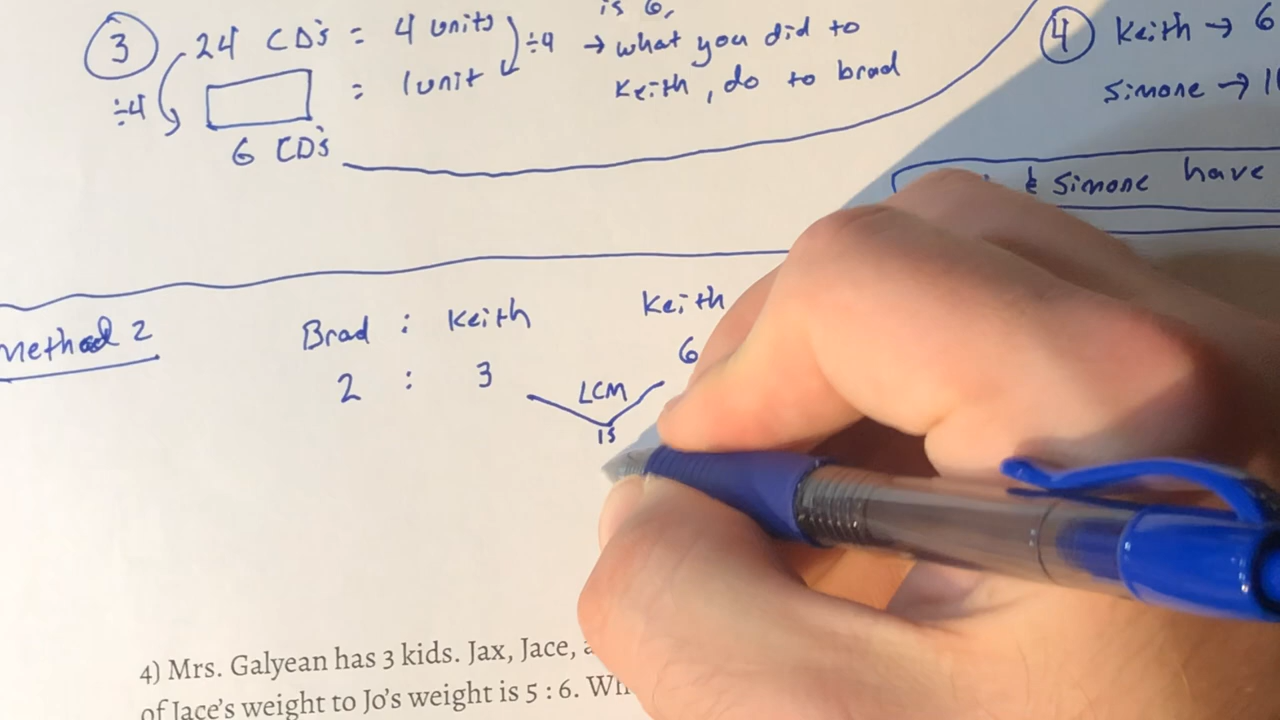 is 6,
③ 24 CD's = 4 units ÷4 → what you did to
÷4 = 1 unit Keith, do to brad
6 CD's
④ Keith → 6
Simone →
& Simone have
Method 2
Brad : Keith Keith
2 : 3 6
LCM
is
4) Mrs. Galyean has 3 kids. Jax, Jace,
of Jace's weight to Jo's weight is 5 : 6.